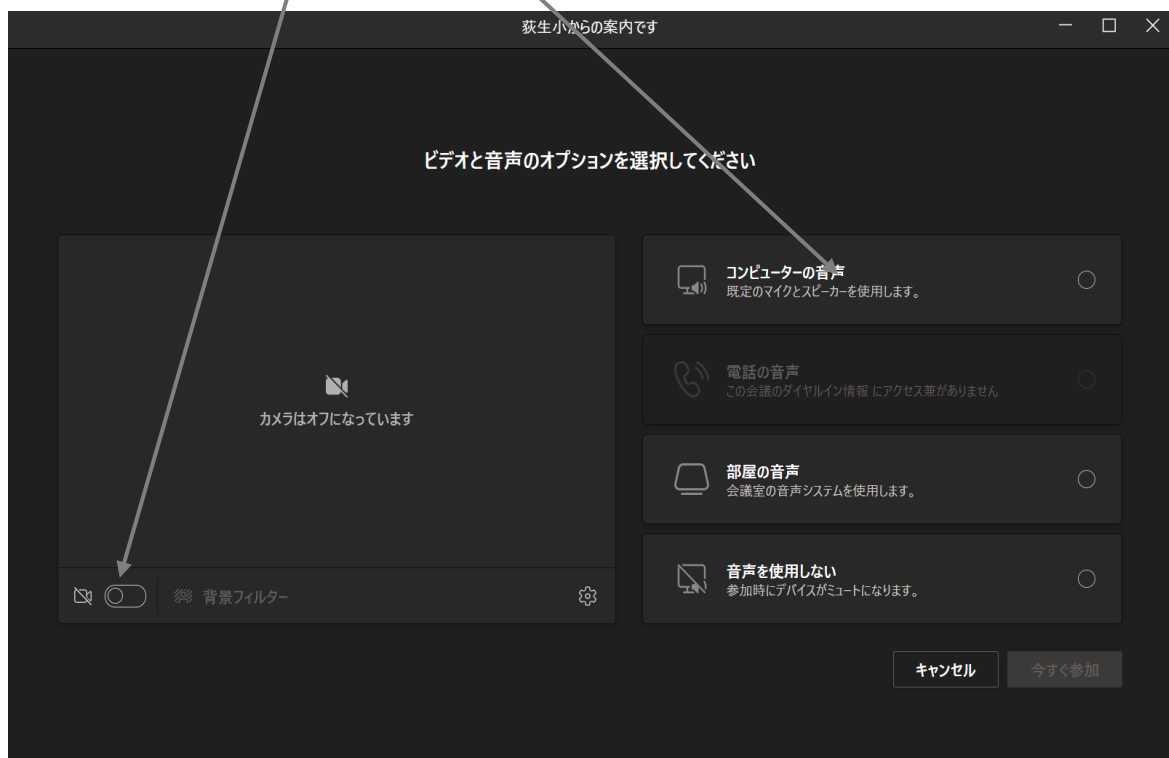 荻生小からの案内です
ビデオと音声のオプションを選択してください
カメラはオフになっています
背景フィルター
コンピューターの音声
既定のマイクとスピーカーを使用します。
電話の音声
この会議のダイヤルイン情報 にアクセス兼がありません
部屋の音声
会議室の音声システムを使用します。
音声を使用しない
参加時にデバイスがミュートになります。
キャンセル
今すぐ参加